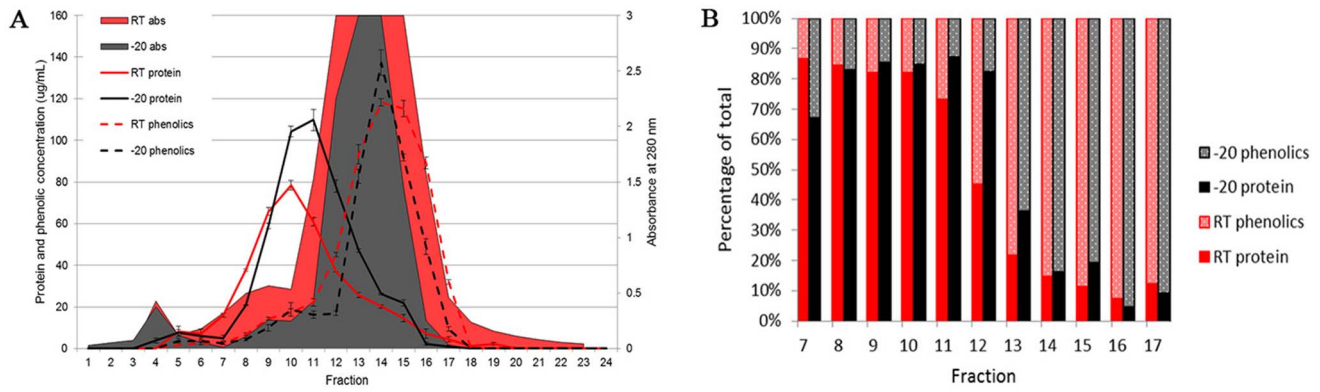 A
RT abs
-20 abs
RT protein
-20 protein
RT phenolics
-20 phenolics
Protein and phenolic concentration (ug/mL)
160
140
120
100
80
60
40
20
0
3
2.5
2
1.5
1
0.5
0
Absorbance at 280 nm
1 2 3 4 5 6 7 8 9 10 11 12 13 14 15 16 17 18 19 20 21 22 23 24
Fraction
B
Percentage of total
100%
90%
80%
70%
60%
50%
40%
30%
20%
10%
0%
7 8 9 10 11 12 13 14 15 16 17
Fraction
-20 phenolics
-20 protein
RT phenolics
RT protein